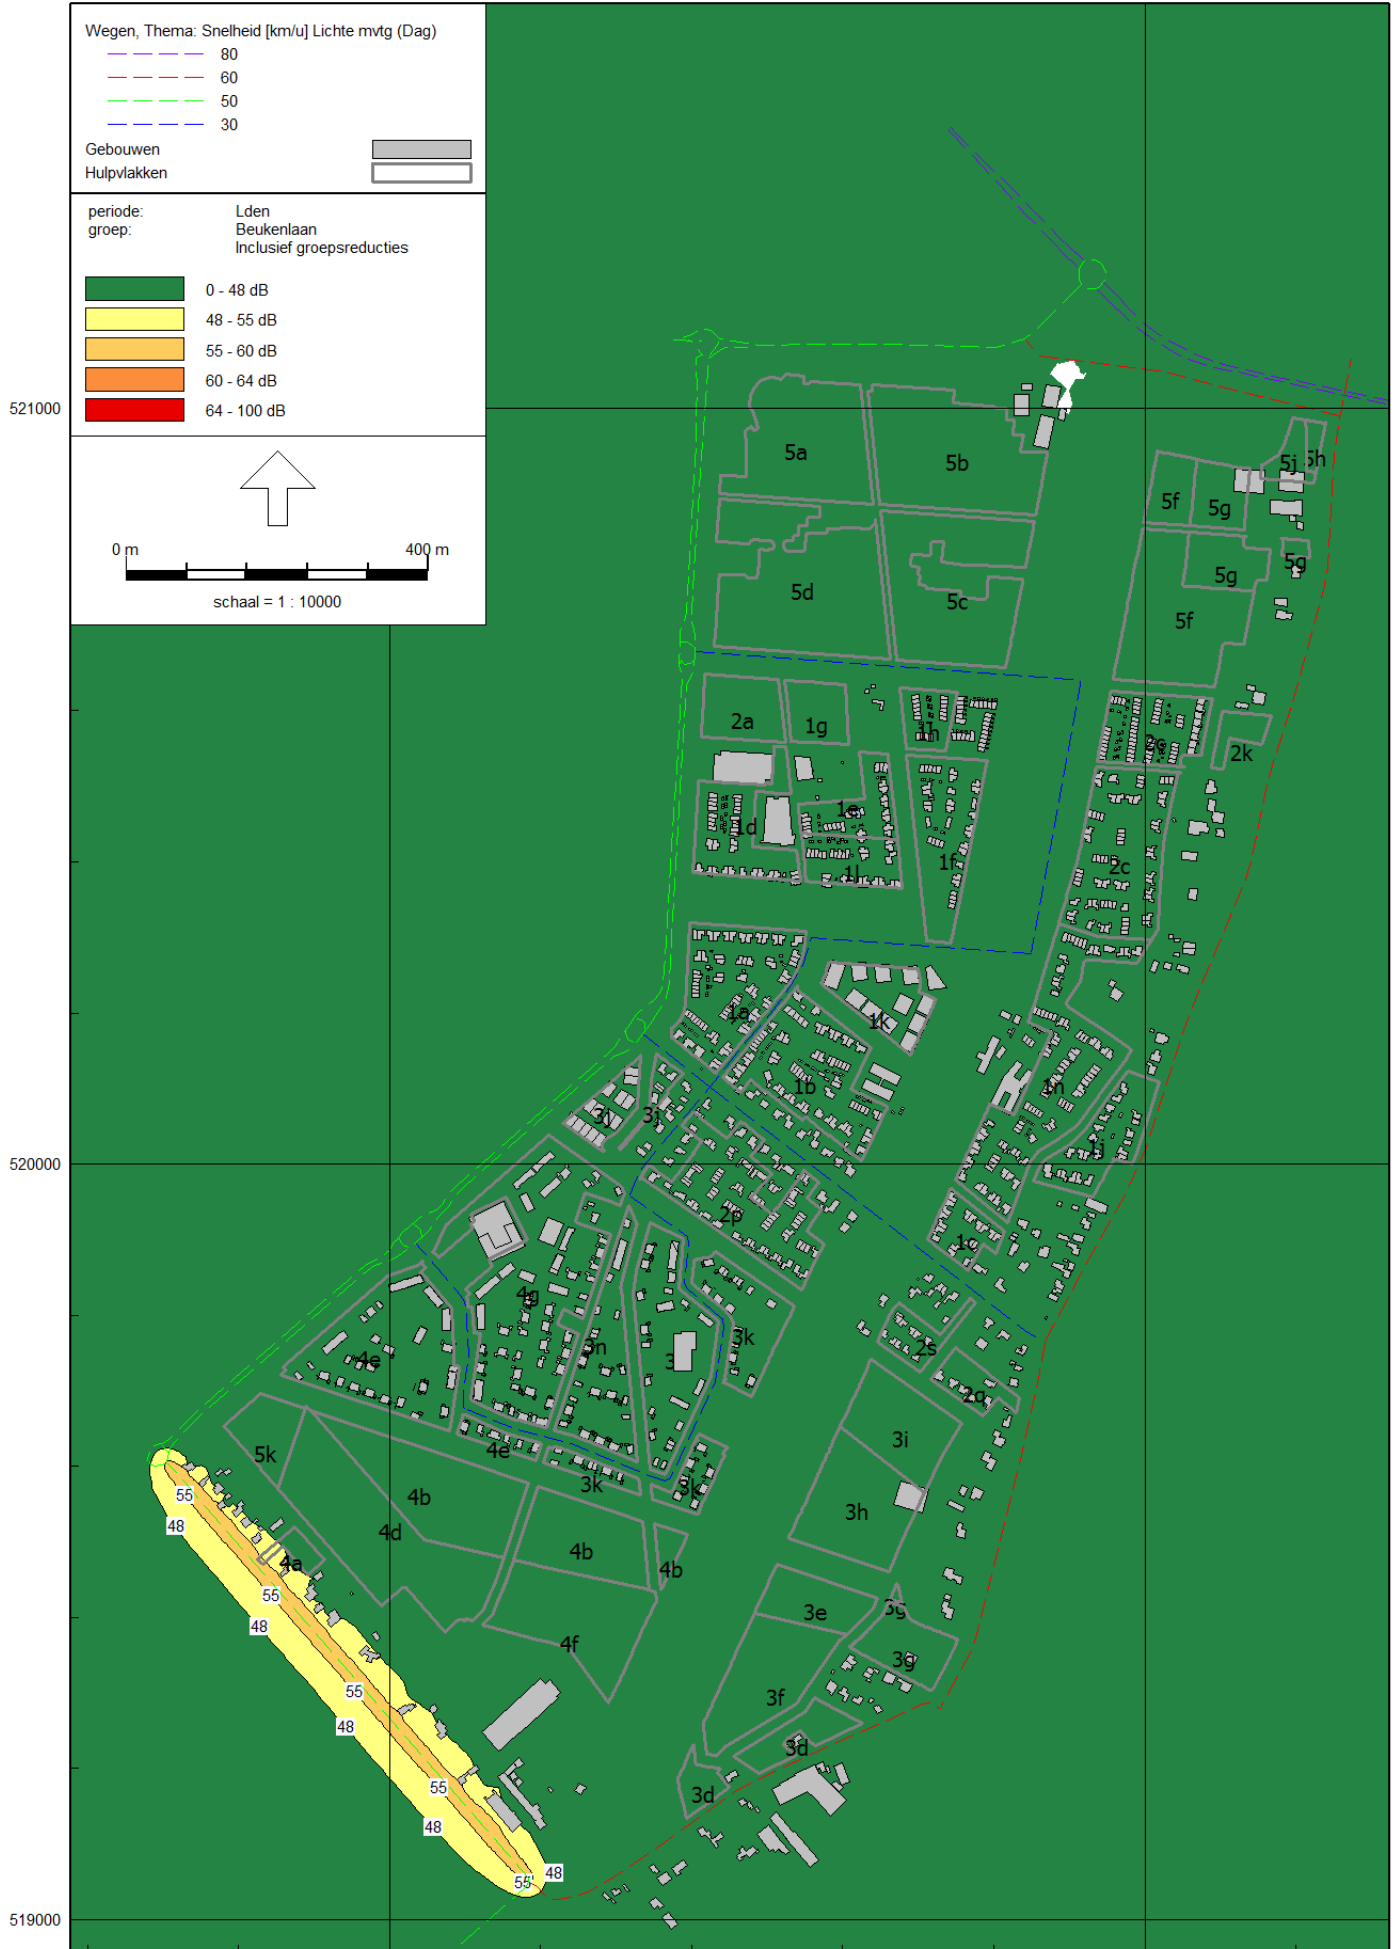 Wegen, Thema: Snelheid [km/u] Lichte mvtg (Dag)
80
60
50
30
Gebouwen
Hulpvlakken
periode: Lden
groep: Beukenlaan
Inclusief groepsreducties
0 - 48 dB
48 - 55 dB
55 - 60 dB
60 - 64 dB
64 - 100 dB
0 m 400 m
schaal = 1 : 10000
521000
5a
5b
5j 5h
5f 5g
5g
5g
5d
5c
5f
2a
1g
1h
2k
1e
1d
1l
1f
2c
1a
1k
1b
1n
3j
3j
1j
2p
1c
4g
3n
3k
4e
2s
2q
520000
5k
4e
3k
3k
3i
4b
3h
4d
4b
4b
4a
3e
3g
4f
3g
3f
3d
3d
55
48
55
48
55
48
55
48
55
48
519000